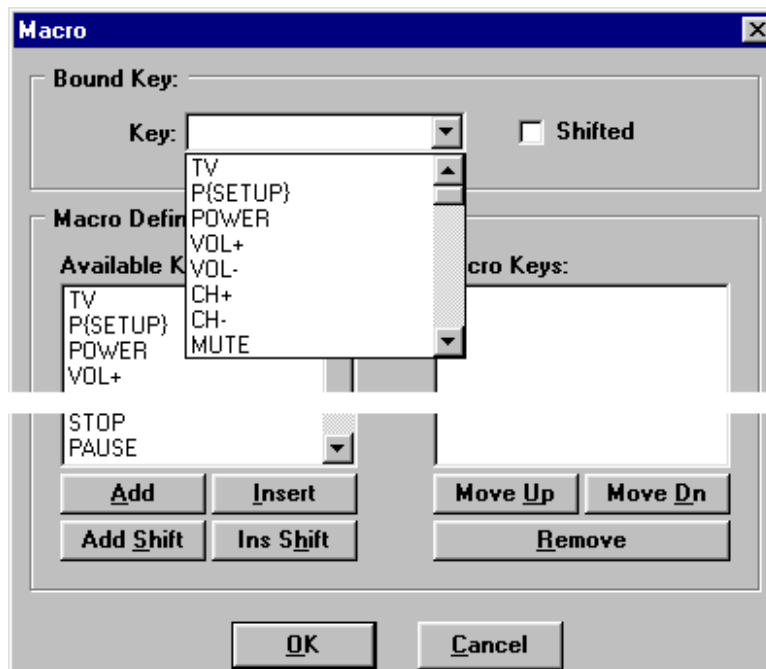 Macro
Bound Key:
Key:
Shifted
TV
P{SETUP}
POWER
VOL+
VOL-
CH+
CH-
MUTE
Macro Defin
Available K
cro Keys:
TV
P{SETUP}
POWER
VOL+
STOP
PAUSE
Add
Insert
Move Up
Move Dn
Add Shift
Ins Shift
Remove
OK
Cancel